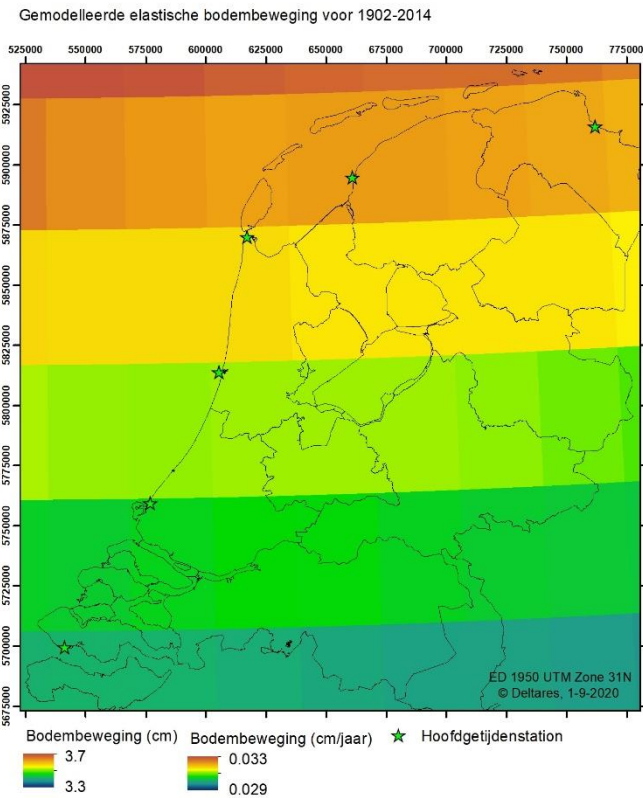 Gemodelleerde elastische bodembeweging voor 1902-2014
525000 550000 575000 600000 625000 650000 675000 700000 725000 750000 775000
5925000
5900000
5875000
5850000
5825000
5800000
5775000
5750000
5725000
5700000
5675000
ED 1950 UTM Zone 31N
© Deltares, 1-9-2020
Bodembeweging (cm) Bodembeweging (cm/jaar) Hoofdgetijdenstation
3.7 0.033
3.3 0.029